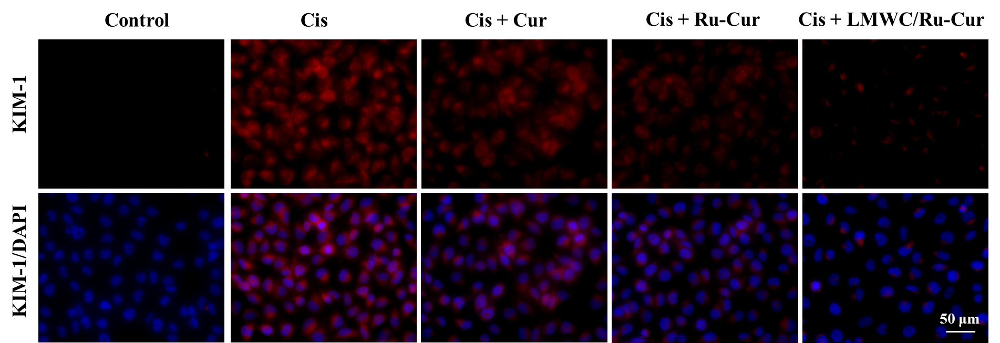 Control
Cis
Cis + Cur
Cis + Ru-Cur
Cis + LMWC/Ru-Cur
KIM-1
KIM-1/DAPI
50 μm